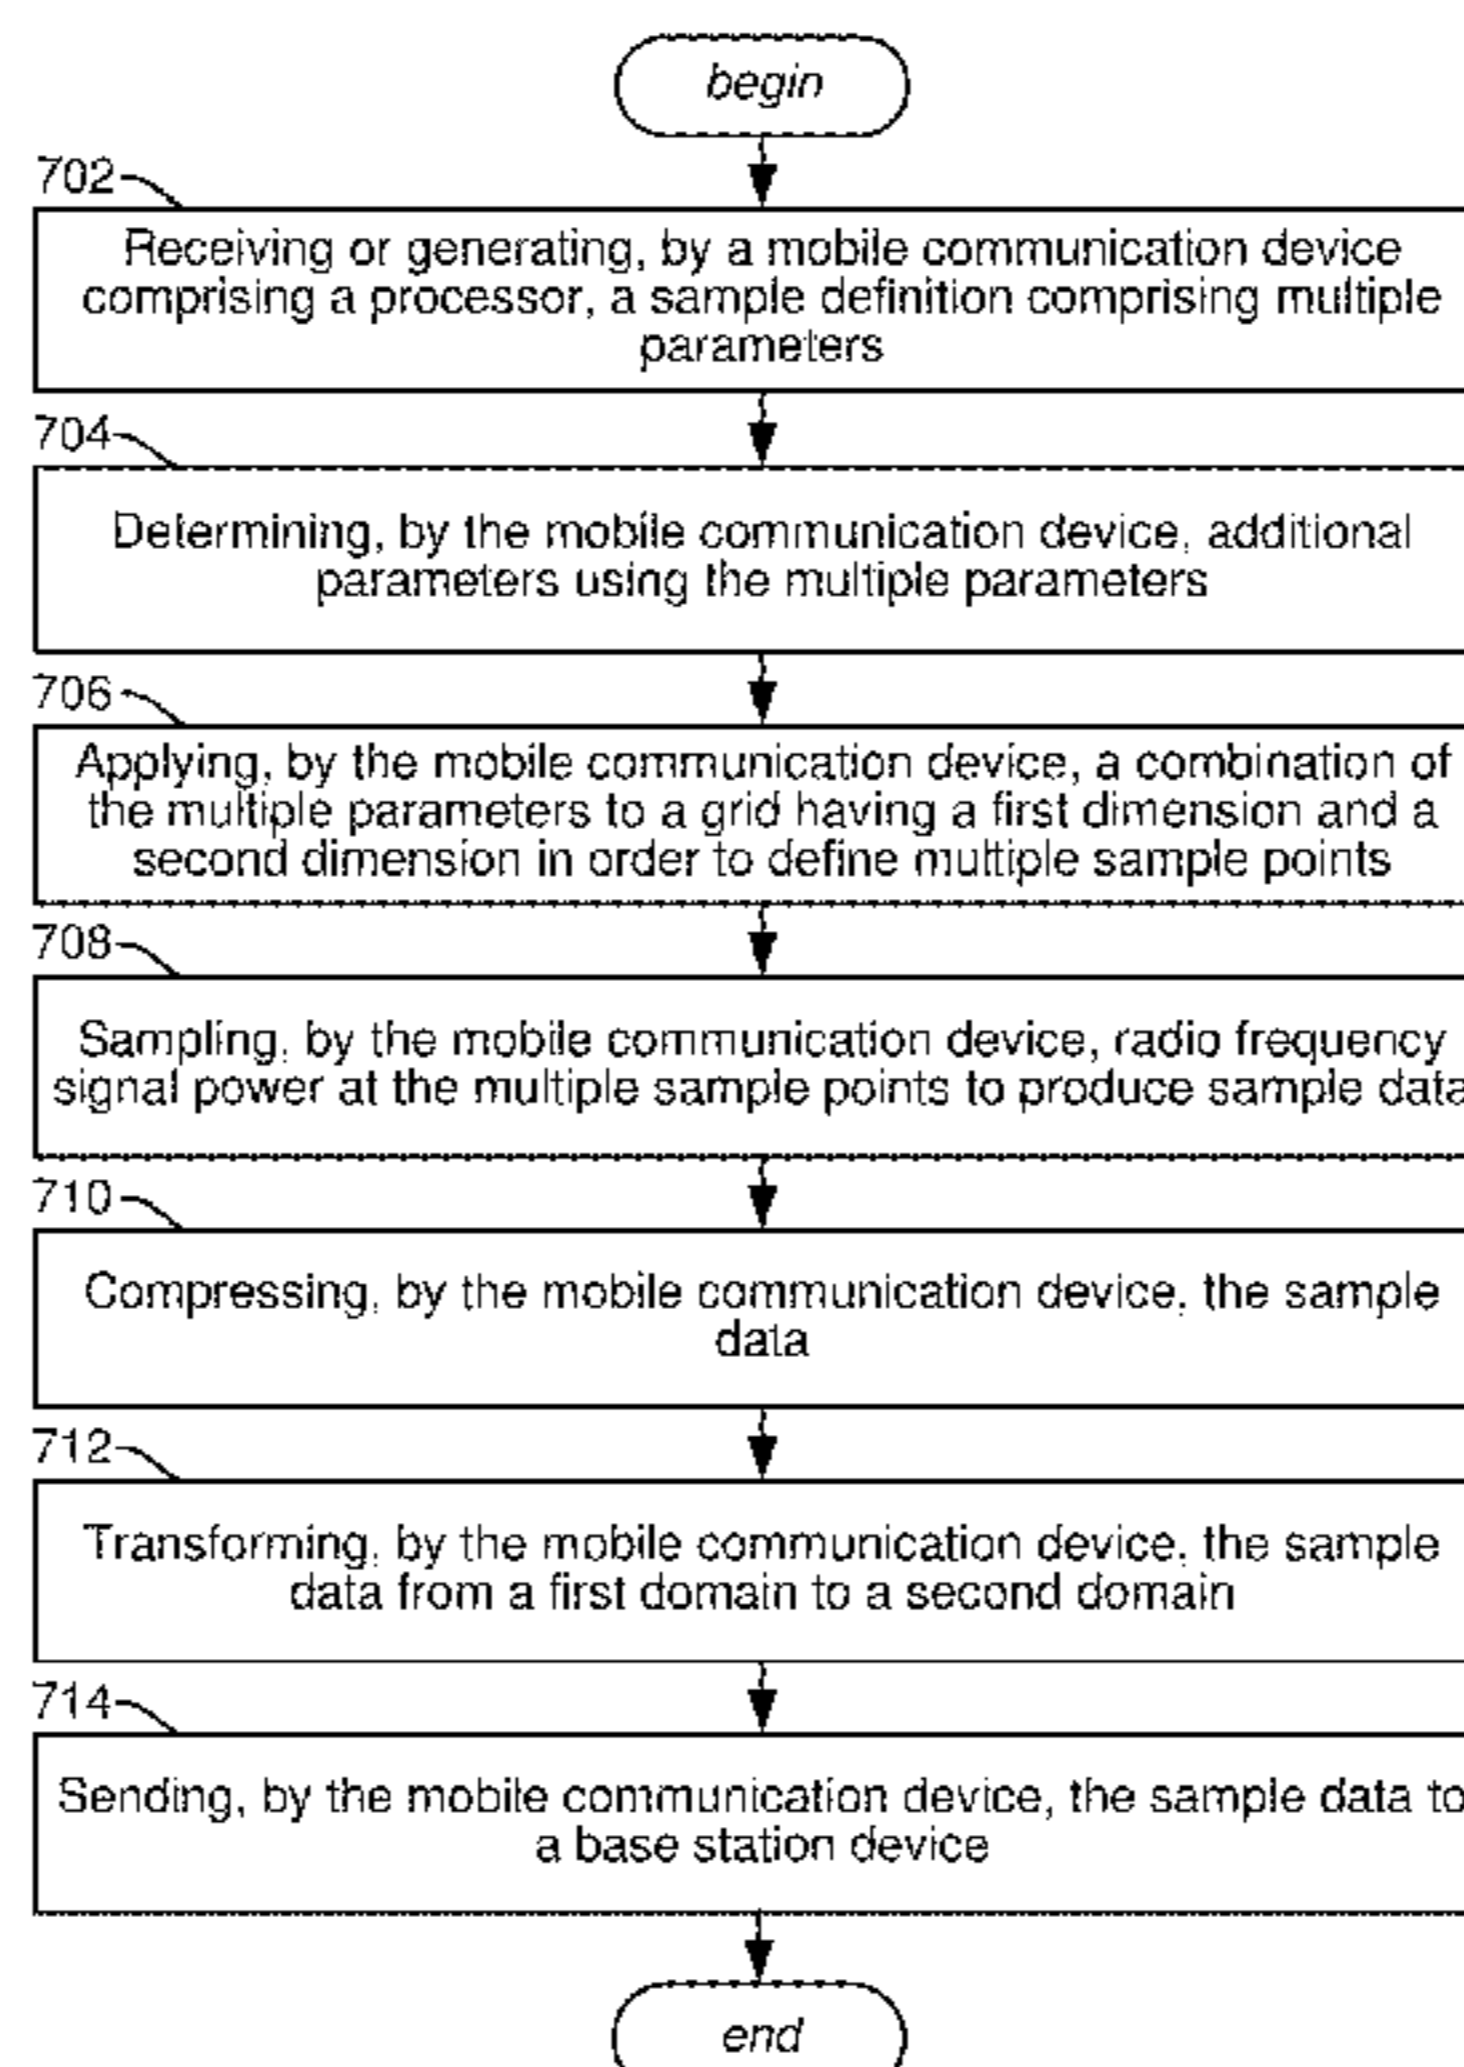 begin
702
Receiving or generating, by a mobile communication device
comprising a processor, a sample definition comprising multiple
parameters
704
Determining, by the mobile communication device, additional
parameters using the multiple parameters
706
Applying, by the mobile communication device, a combination of
the multiple parameters to a grid having a first dimension and a
second dimension in order to define multiple sample points
708
Sampling, by the mobile communication device, radio frequency
signal power at the multiple sample points to produce sample data
710
Compressing, by the mobile communication device, the sample
data
712
Transforming, by the mobile communication device, the sample
data from a first domain to a second domain
714
Sending, by the mobile communication device, the sample data to
a base station device
end